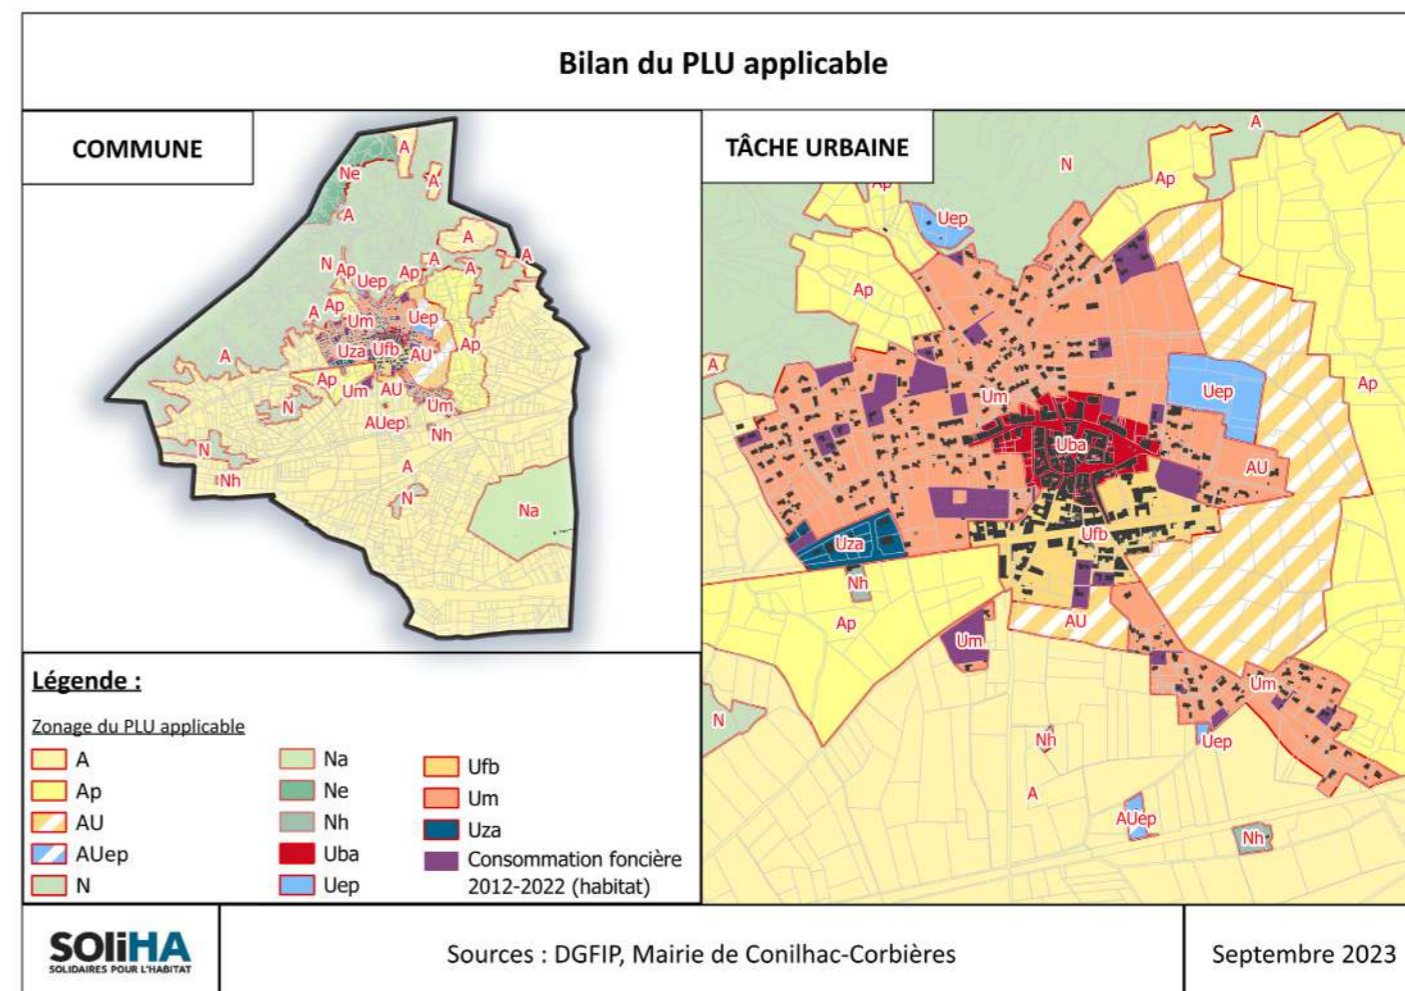 Bilan du PLU applicable
COMMUNE
A
Ne
A
A
A
N
Ap
Uep
Ap
A
A
A
A
Ap
Um
Uep
A
Uza
Ufb
AU
Ap
Ap
Um
AU
Um
N
AUep
Nh
N
A
Nh
N
Na
TÂCHE URBAINE
A
N
Ap
Ap
Uep
Ap
Ap
A
Uep
Um
Uba
AU
Uza
Ufb
Nh
Ap
AU
Um
Um
N
Nh
Uep
A
AUep
Nh
Légende :
Zonage du PLU applicable
A
Ap
AU
AUep
N
Na
Ne
Nh
Uba
Uep
Ufb
Um
Uza
Consommation foncière
2012-2022 (habitat)
SOliHA
SOLIDAIRES POUR L'HABITAT
Sources : DGFIP, Mairie de Conilhac-Corbières
Septembre 2023